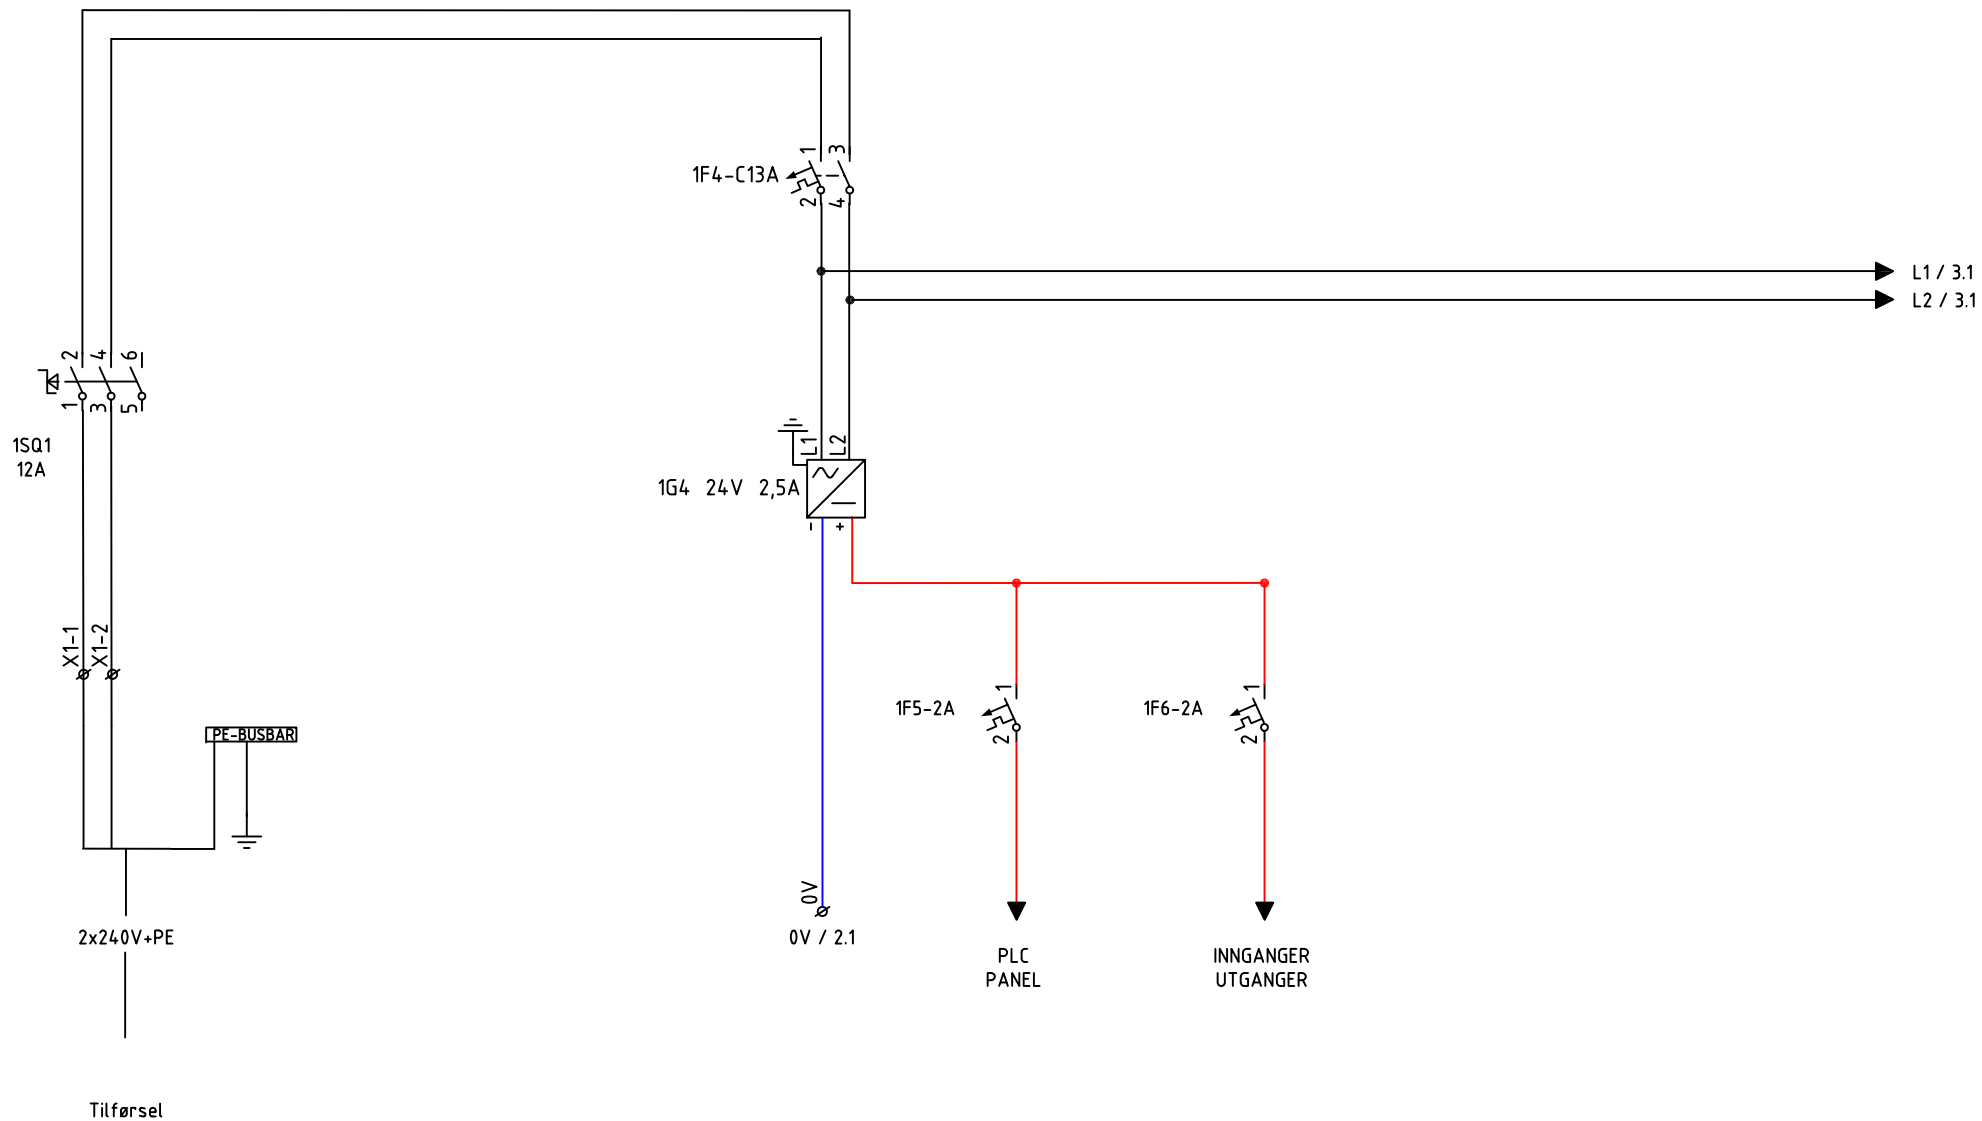 1 3
1F4-C13A
2 4
L1 / 3.1
L2 / 3.1
2 4 6
1 3 5
1SQ1
12A
L1 L2
1G4 24V 2,5A
- +
X1-1 X1-2
1F5-2A
1
2
1F6-2A
1
2
PE-BUSBAR
0V
2x240V+PE
0V / 2.1
PLC
PANEL
INNGANGER
UTGANGER
Tilførsel